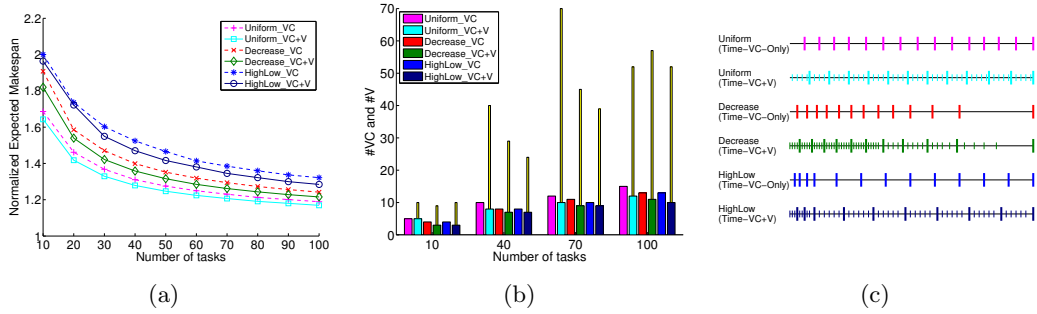 2.2
2
1.8
1.6
1.4
1.2
1
10 20 30 40 50 60 70 80 90 100
Number of tasks
Normalized Expected Makespan
Uniform_VC
Uniform_VC+V
Decrease_VC
Decrease_VC+V
HighLow_VC
HighLow_VC+V
(a)
70
60
50
40
30
20
10
0
10 40 70 100
Number of tasks
#VC and #V
Uniform_VC
Uniform_VC+V
Decrease_VC
Decrease_VC+V
HighLow_VC
HighLow_VC+V
(b)
Uniform
(Time−VC−Only)
Uniform
(Time−VC+V)
Decrease
(Time−VC−Only)
Decrease
(Time−VC+V)
HighLow
(Time−VC−Only)
HighLow
(Time−VC+V)
(c)